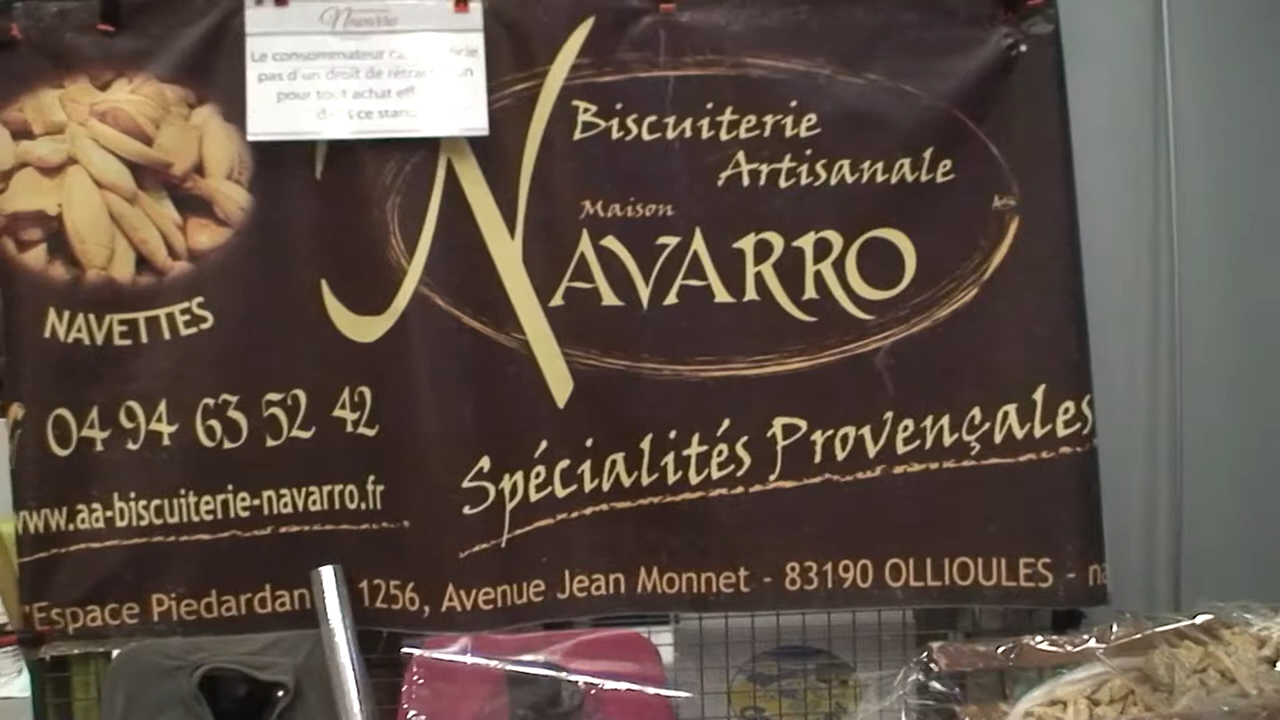 Navarro
Le consommateur
pas d'un droit de
pour tout achat
ce stand
Biscuiterie
Artisanale
Maison
NAVARRO
NAVETTES
04 94 63 52 42
www.aa-biscuiterie-navarro.fr
Spécialités Provençales
"Espace Piedardan 1256, Avenue Jean Monnet - 83190 OLLIOULES -